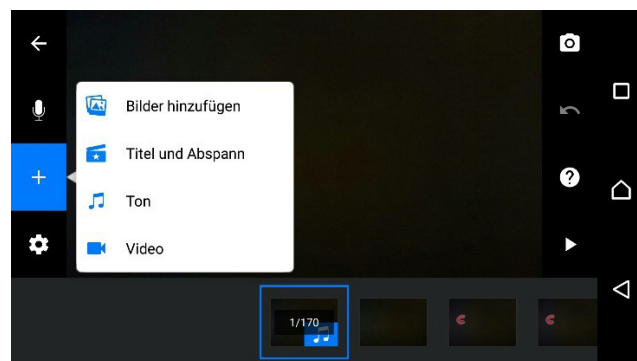 Bilder hinzufügen
Titel und Abspann
Ton
Video
1/170